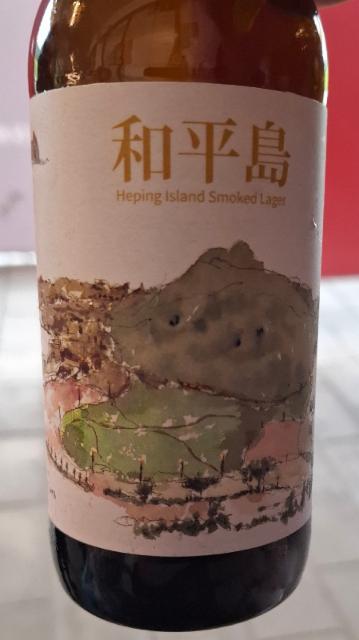 和平島
Heping Island Smoked Lager